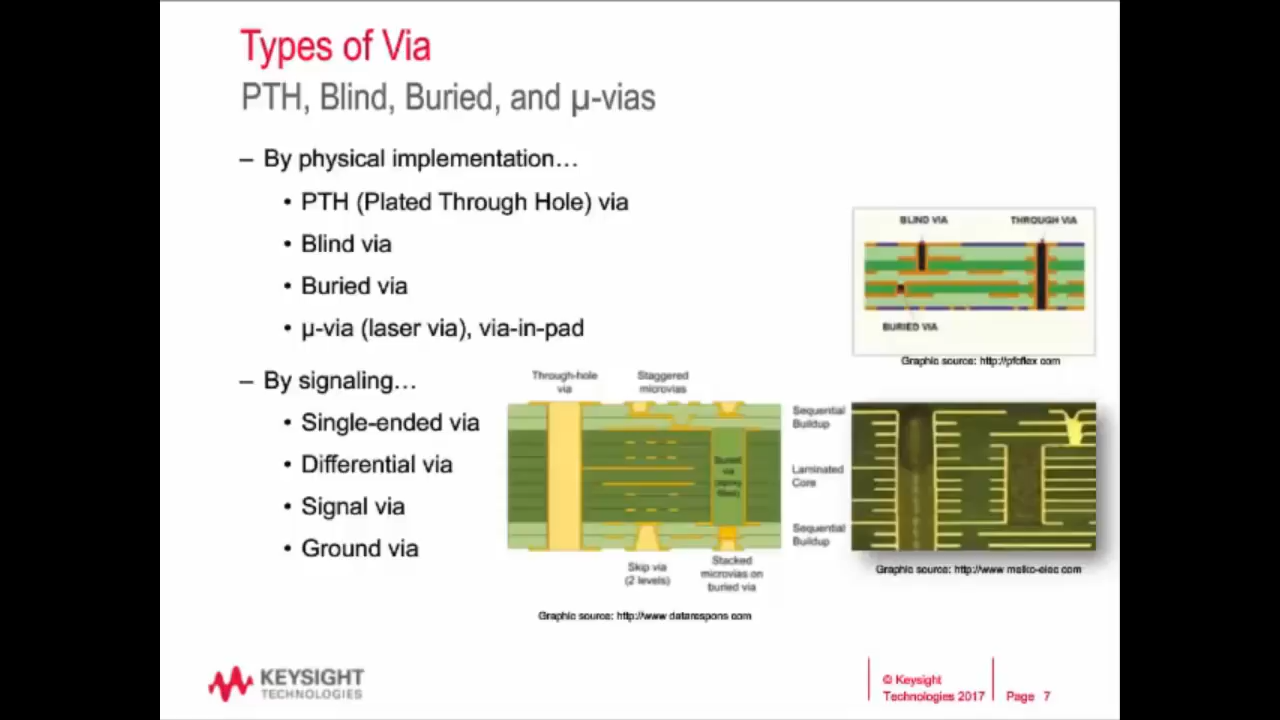 Types of Via
PTH, Blind, Buried, and µ-vias
– By physical implementation…
• PTH (Plated Through Hole) via
• Blind via
• Buried via
• µ-via (laser via), via-in-pad
– By signaling…
• Single-ended via
• Differential via
• Signal via
• Ground via
BLIND VIA
THROUGH VIA
BURIED VIA
Graphic source: http://pfcflex.com
Through-hole
via
Staggered
microvias
Sequential
Buildup
Buried
via
(epoxy
filled)
Laminated
Core
Sequential
Buildup
Skip via
(2 levels)
Stacked
microvias on
buried via
Graphic source: http://www.datarespons.com
Graphic source: http://www.meiko-elec.com
KEYSIGHT
TECHNOLOGIES
© Keysight
Technologies 2017
Page 7